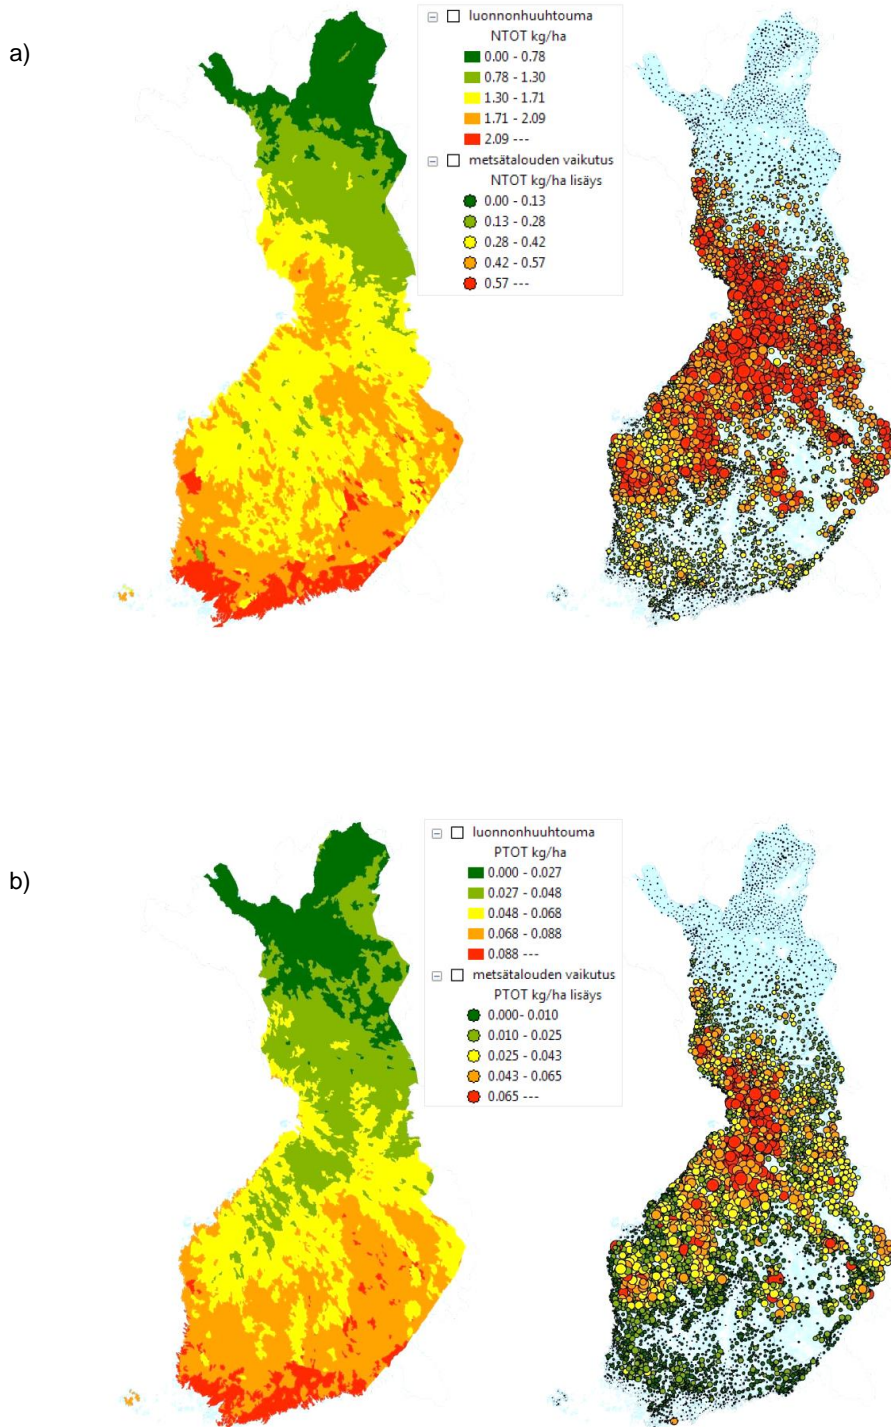 a)
luonnonhuuhtouma
NTOT kg/ha
0.00 - 0.78
0.78 - 1.30
1.30 - 1.71
1.71 - 2.09
2.09 ---
metsätalouden vaikutus
NTOT kg/ha lisäys
0.00 - 0.13
0.13 - 0.28
0.28 - 0.42
0.42 - 0.57
0.57 ---
b)
luonnonhuuhtouma
PTOT kg/ha
0.000 - 0.027
0.027 - 0.048
0.048 - 0.068
0.068 - 0.088
0.088 ---
metsätalouden vaikutus
PTOT kg/ha lisäys
0.000- 0.010
0.010 - 0.025
0.025 - 0.043
0.043 - 0.065
0.065 ---